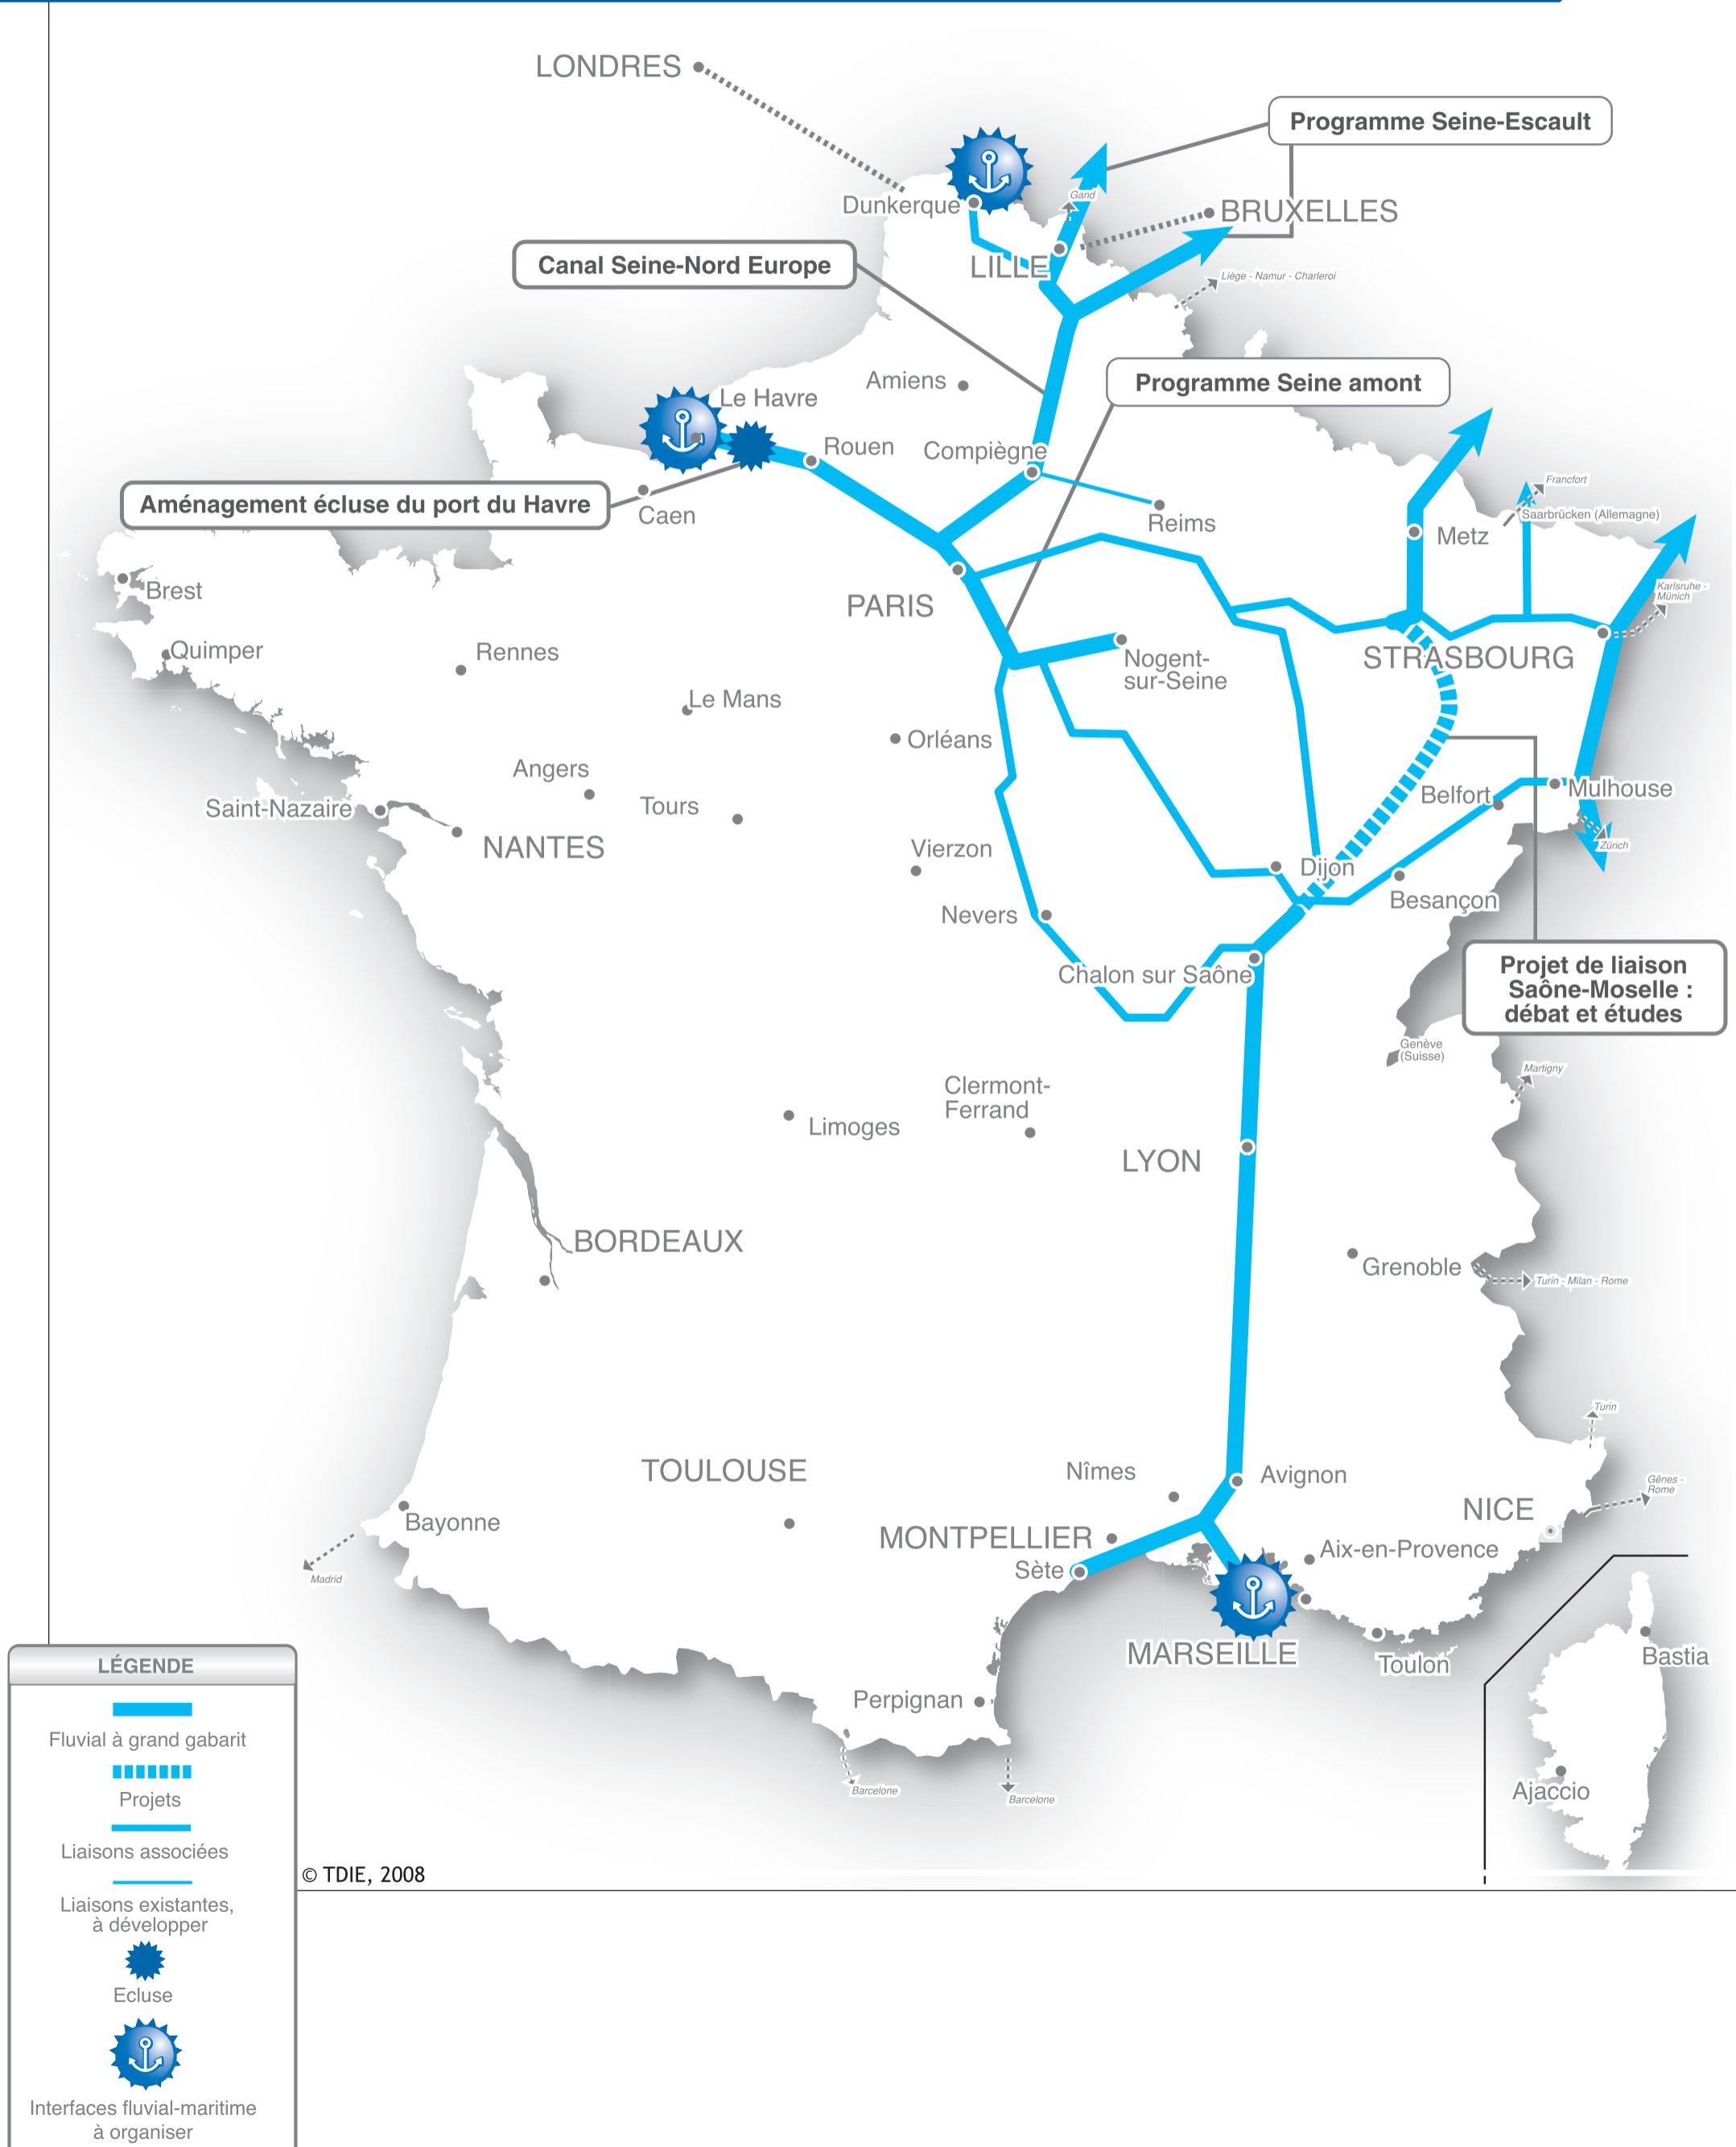 LONDRES
Programme Seine-Escault
Gand
Dunkerque
BRUXELLES
Canal Seine-Nord Europe
LILLE
Liège - Namur - Charleroi
Amiens
Programme Seine amont
Le Havre
Rouen
Compiègne
Francfort
Aménagement écluse du port du Havre
Caen
Reims
Saarbrücken (Allemagne)
Metz
Brest
PARIS
Karlsruhe -
Münich
Quimper
Rennes
Nogent-
sur-Seine
STRASBOURG
Le Mans
Orléans
Angers
Saint-Nazaire
Tours
Belfort
Mulhouse
NANTES
Vierzon
Zürich
Dijon
Besançon
Nevers
Chalon sur Saône
Projet de liaison
Saône-Moselle :
débat et études
Genève
(Suisse)
Martigny
Clermont-
Ferrand
Limoges
LYON
BORDEAUX
Grenoble
Turin - Milan - Rome
Turin
TOULOUSE
Nîmes
Avignon
Gênes -
Rome
NICE
Bayonne
MONTPELLIER
Aix-en-Provence
Sète
Madrid
MARSEILLE
Toulon
Bastia
Perpignan
Barcelone
Barcelone
Ajaccio
LÉGENDE
Fluvial à grand gabarit
Projets
Liaisons associées
© TDIE, 2008
Liaisons existantes,
à développer
Ecluse
Interfaces fluvial-maritime
à organiser